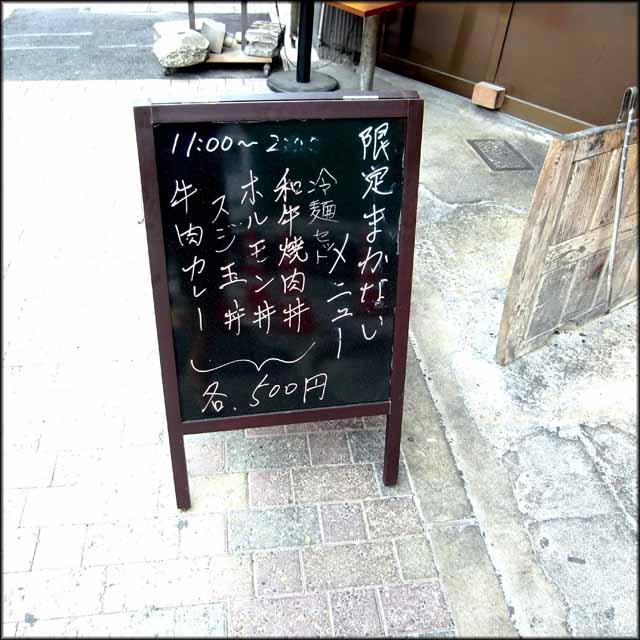 限定まかない
メニュー
冷麺セット
和牛焼肉丼
ホルモン丼
スジ玉丼
牛肉カレー
11:00〜2:00
各、500円